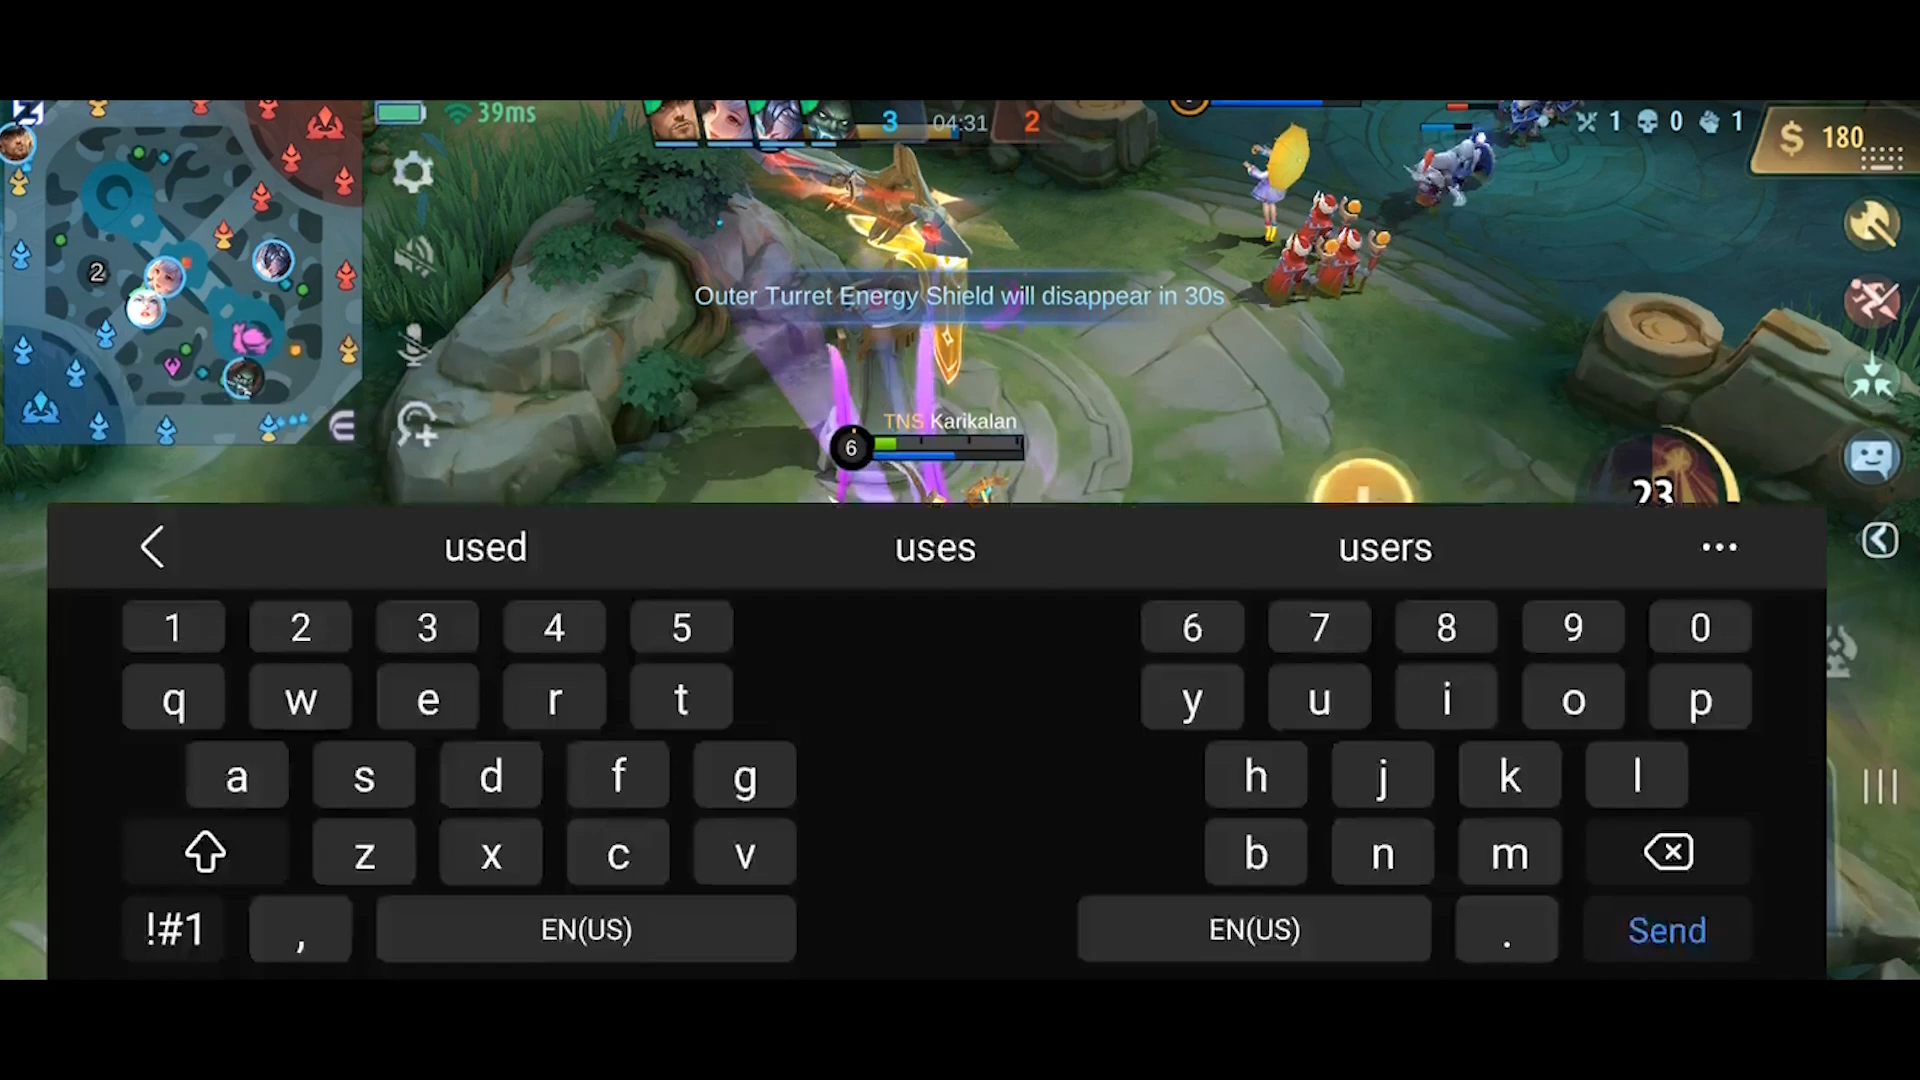 39ms
3 04:31 2
1 0 1
180
2
Outer Turret Energy Shield will disappear in 30s
TNS Karikalan
6
23
used uses users
1 2 3 4 5 6 7 8 9 0
q w e r t y u i o p
a s d f g h j k l
z x c v b n m
!#1 , EN(US) EN(US) . Send